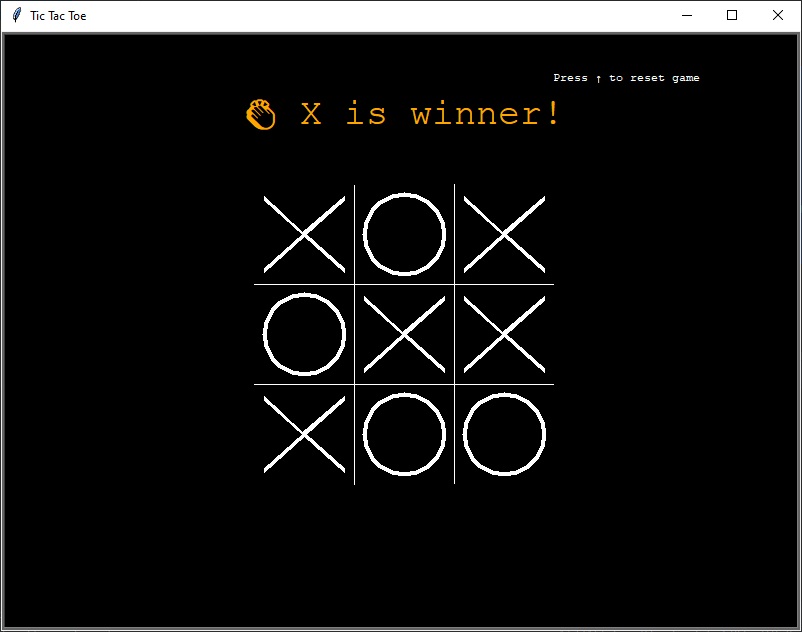 Tic Tac Toe
Press ↑ to reset game
👏 X is winner!
X O X
O X X
X O O